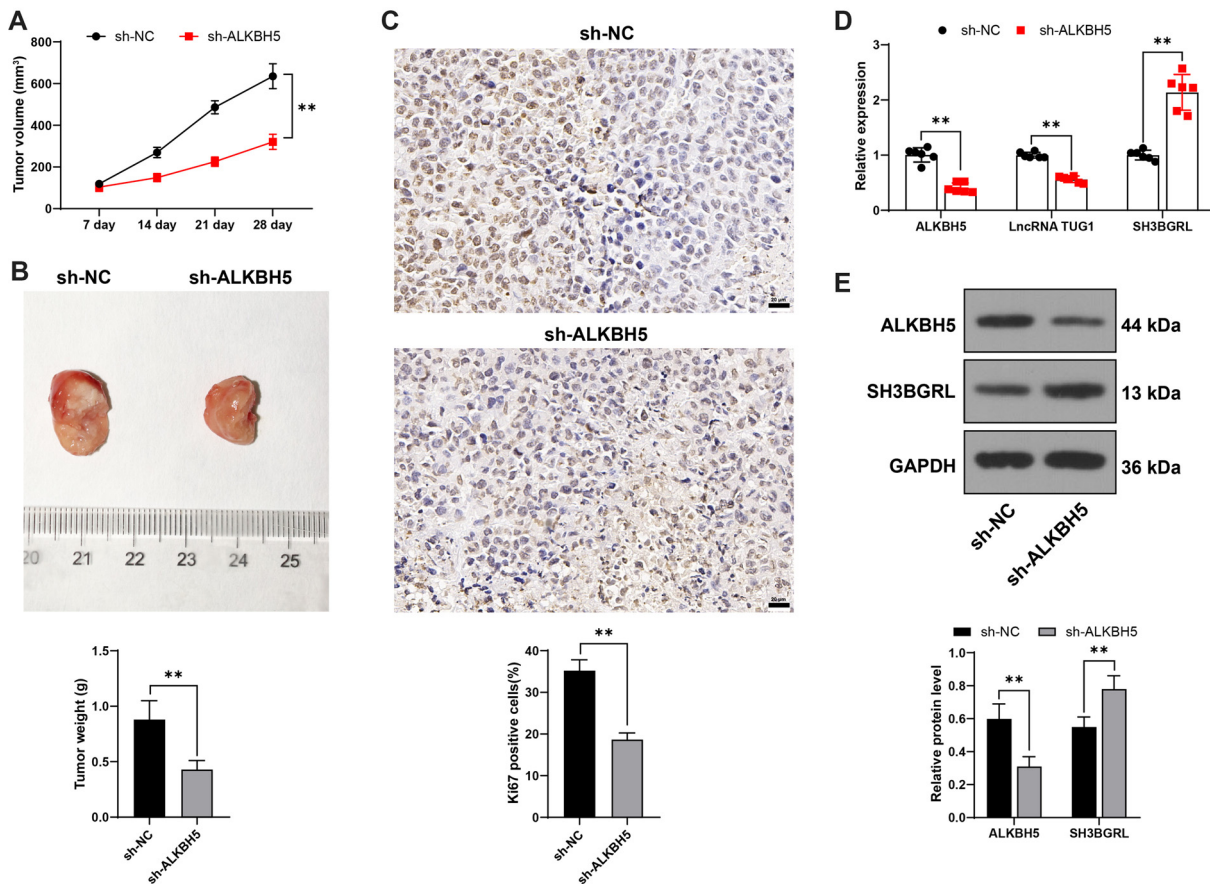 A
sh-NC
sh-ALKBH5
Tumor volume (mm³)
800
600
400
200
0
7 day
14 day
21 day
28 day
**
B
sh-NC
sh-ALKBH5
20 21 22 23 24 25
Tumor weight (g)
1.5
1.0
0.5
0.0
**
sh-NC
sh-ALKBH5
C
sh-NC
20 µm
sh-ALKBH5
20 µm
Ki67 positive cells(%)
40
30
20
10
0
**
sh-NC
sh-ALKBH5
D
sh-NC
sh-ALKBH5
Relative expression
3
2
1
0
**
**
**
ALKBH5
LncRNA TUG1
SH3BGRL
E
ALKBH5
44 kDa
SH3BGRL
13 kDa
GAPDH
36 kDa
sh-NC
sh-ALKBH5
sh-NC
sh-ALKBH5
Relative protein level
1.0
0.8
0.6
0.4
0.2
0.0
**
**
ALKBH5
SH3BGRL